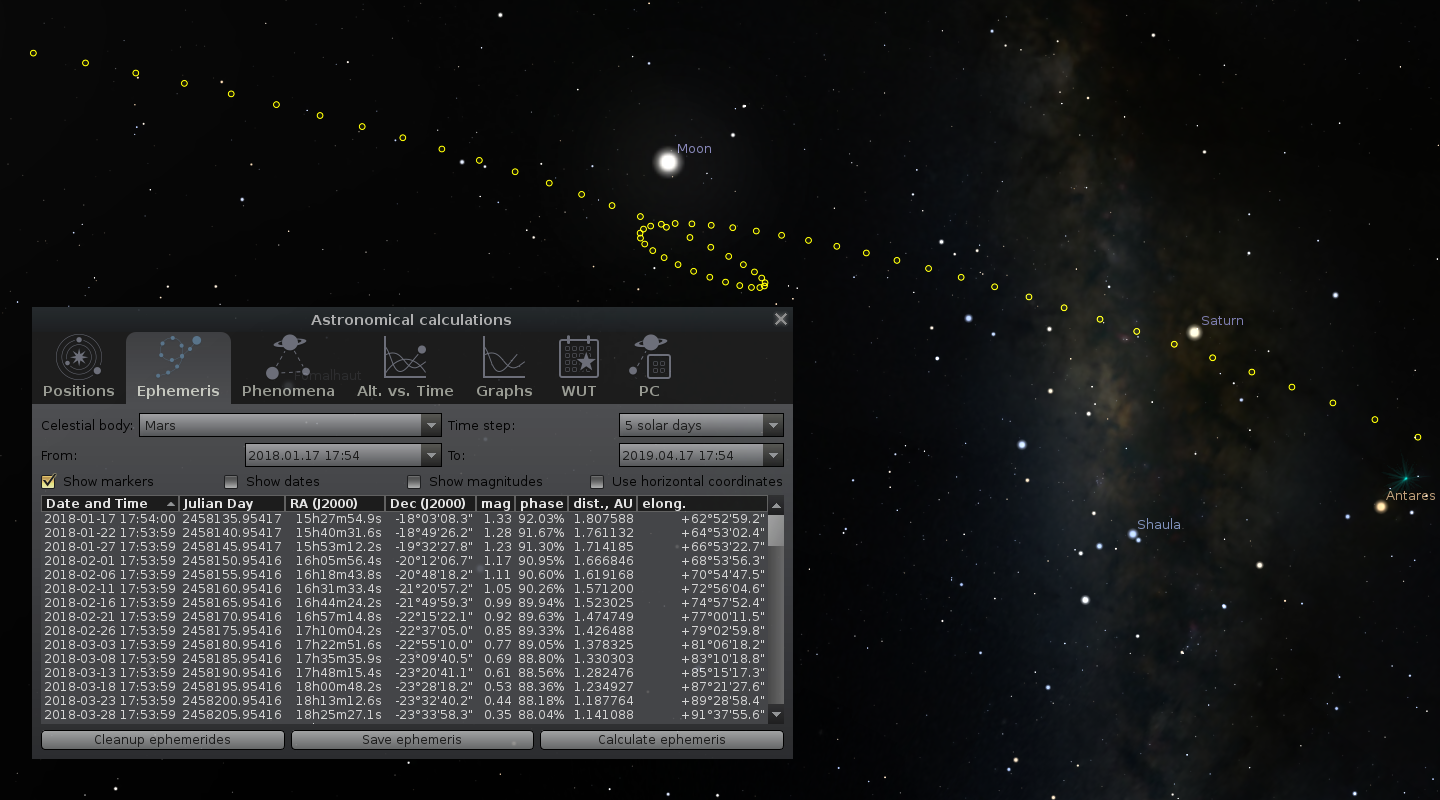 Moon
Saturn
Antares
Shaula
Astronomical calculations
Fomalhaut
Positions Ephemeris Phenomena Alt. vs. Time Graphs WUT PC
Celestial body: Mars Time step: 5 solar days
From: 2018.01.17 17:54 To: 2019.04.17 17:54
Show markers Show dates Show magnitudes Use horizontal coordinates
Date and Time Julian Day RA (J2000) Dec (J2000) mag phase dist., AU elong.
2018-01-17 17:54:00 2458135.95417 15h27m54.9s -18°03'08.3" 1.33 92.03% 1.807588 +62°52'59.2"
2018-01-22 17:53:59 2458140.95417 15h40m31.6s -18°49'26.2" 1.28 91.67% 1.761132 +64°53'02.4"
2018-01-27 17:53:59 2458145.95417 15h53m12.2s -19°32'27.8" 1.23 91.30% 1.714185 +66°53'22.7"
2018-02-01 17:53:59 2458150.95416 16h05m56.4s -20°12'06.7" 1.17 90.95% 1.666846 +68°53'56.3"
2018-02-06 17:53:59 2458155.95416 16h18m43.8s -20°48'18.2" 1.11 90.60% 1.619168 +70°54'47.5"
2018-02-11 17:53:59 2458160.95416 16h31m33.4s -21°20'57.2" 1.05 90.26% 1.571200 +72°56'04.6"
2018-02-16 17:53:59 2458165.95416 16h44m24.2s -21°49'59.3" 0.99 89.94% 1.523025 +74°57'52.4"
2018-02-21 17:53:59 2458170.95416 16h57m14.8s -22°15'22.1" 0.92 89.63% 1.474749 +77°00'11.5"
2018-02-26 17:53:59 2458175.95416 17h10m04.2s -22°37'05.0" 0.85 89.33% 1.426488 +79°02'59.8"
2018-03-03 17:53:59 2458180.95416 17h22m51.6s -22°55'10.0" 0.77 89.05% 1.378325 +81°06'18.2"
2018-03-08 17:53:59 2458185.95416 17h35m35.9s -23°09'40.5" 0.69 88.80% 1.330303 +83°10'18.8"
2018-03-13 17:53:59 2458190.95416 17h48m15.4s -23°20'41.1" 0.61 88.56% 1.282476 +85°15'17.3"
2018-03-18 17:53:59 2458195.95416 18h00m48.2s -23°28'18.2" 0.53 88.36% 1.234927 +87°21'27.6"
2018-03-23 17:53:59 2458200.95416 18h13m12.6s -23°32'40.2" 0.44 88.18% 1.187764 +89°28'58.4"
2018-03-28 17:53:59 2458205.95416 18h25m27.1s -23°33'58.3" 0.35 88.04% 1.141088 +91°37'55.6"
Cleanup ephemerides Save ephemeris Calculate ephemeris